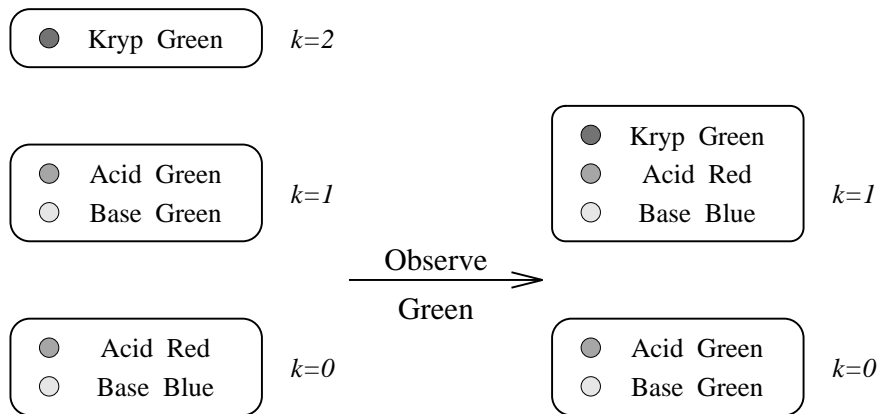 Kryp Green
k=2
Acid Green
Base Green
k=1
Acid Red
Base Blue
k=0
Observe
Green
Kryp Green
Acid Red
Base Blue
k=1
Acid Green
Base Green
k=0